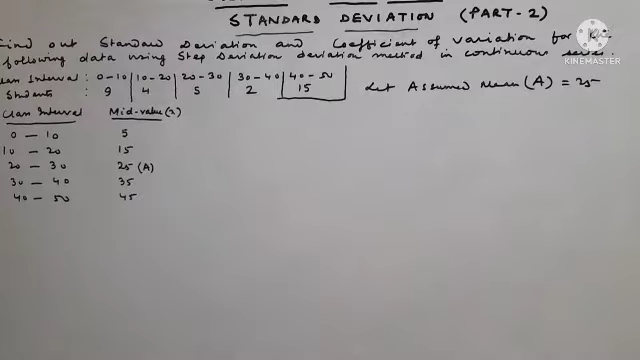 STANDARD DEVIATION (PART-2)
Find out Standard Deviation and Coefficient of Variation for the
following data using Step Deviation deviation method in continuous series.
Class Interval : 0-10 | 10-20 | 20-30 | 30-40 | 40-50
Students : 9 | 4 | 5 | 2 | 15
Let Assumed Mean (A) = 25
Class Interval Mid-value (x)
0 - 10 5
10 - 20 15
20 - 30 25 (A)
30 - 40 35
40 - 50 45
KINEMASTER